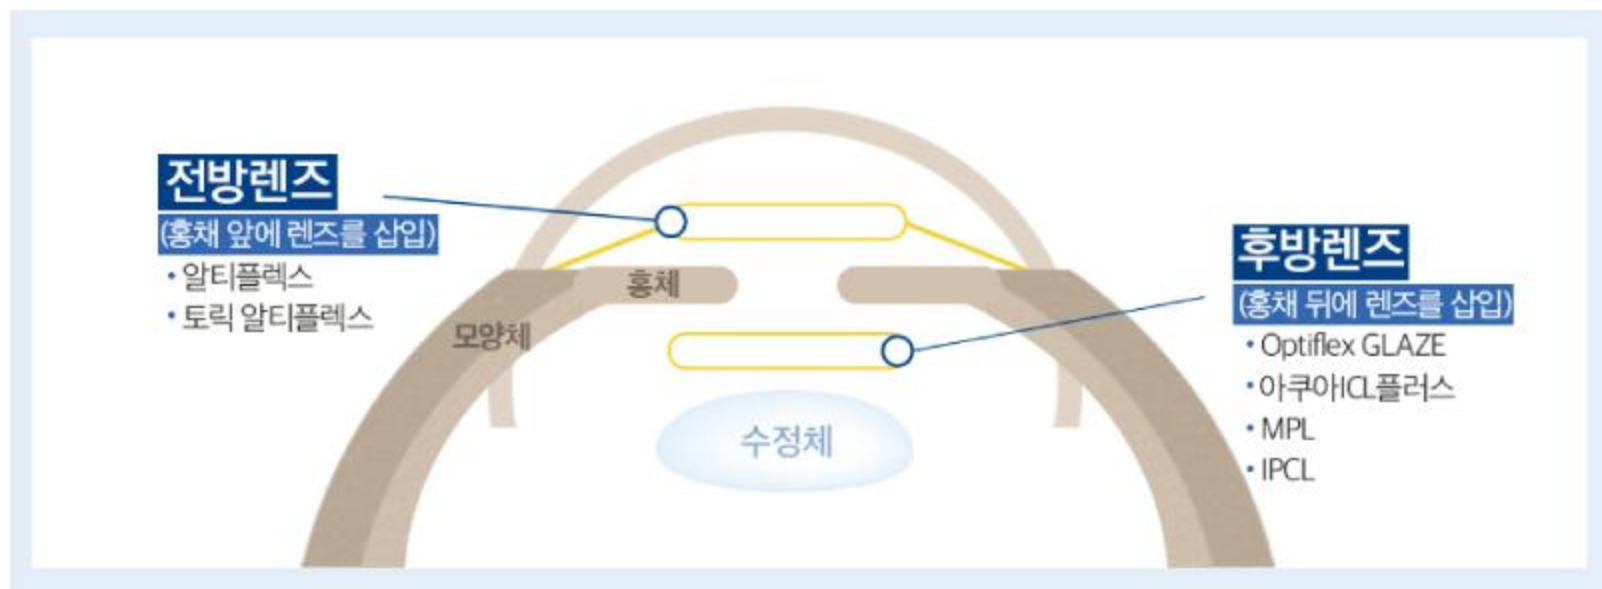 전방렌즈
(홍채 앞에 렌즈를 삽입)
• 알티플렉스
• 토릭 알티플렉스
홍체
모양체
수정체
후방렌즈
(홍채 뒤에 렌즈를 삽입)
• Optiflex GLAZE
• 아쿠아ICL플러스
• MPL
• IPCL